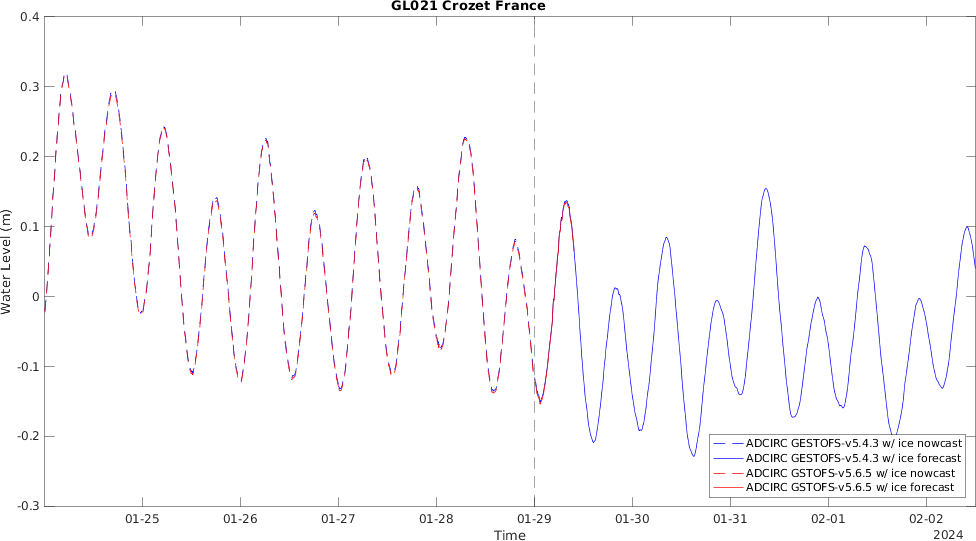 GL021 Crozet France
0.4
0.3
0.2
0.1
0
-0.1
-0.2
-0.3
Water Level (m)
ADCIRC GESTOFS-v5.4.3 w/ ice nowcast
ADCIRC GESTOFS-v5.4.3 w/ ice forecast
ADCIRC GSTOFS-v5.6.5 w/ ice nowcast
ADCIRC GSTOFS-v5.6.5 w/ ice forecast
01-25 01-26 01-27 01-28 01-29 01-30 01-31 02-01 02-02
Time
2024